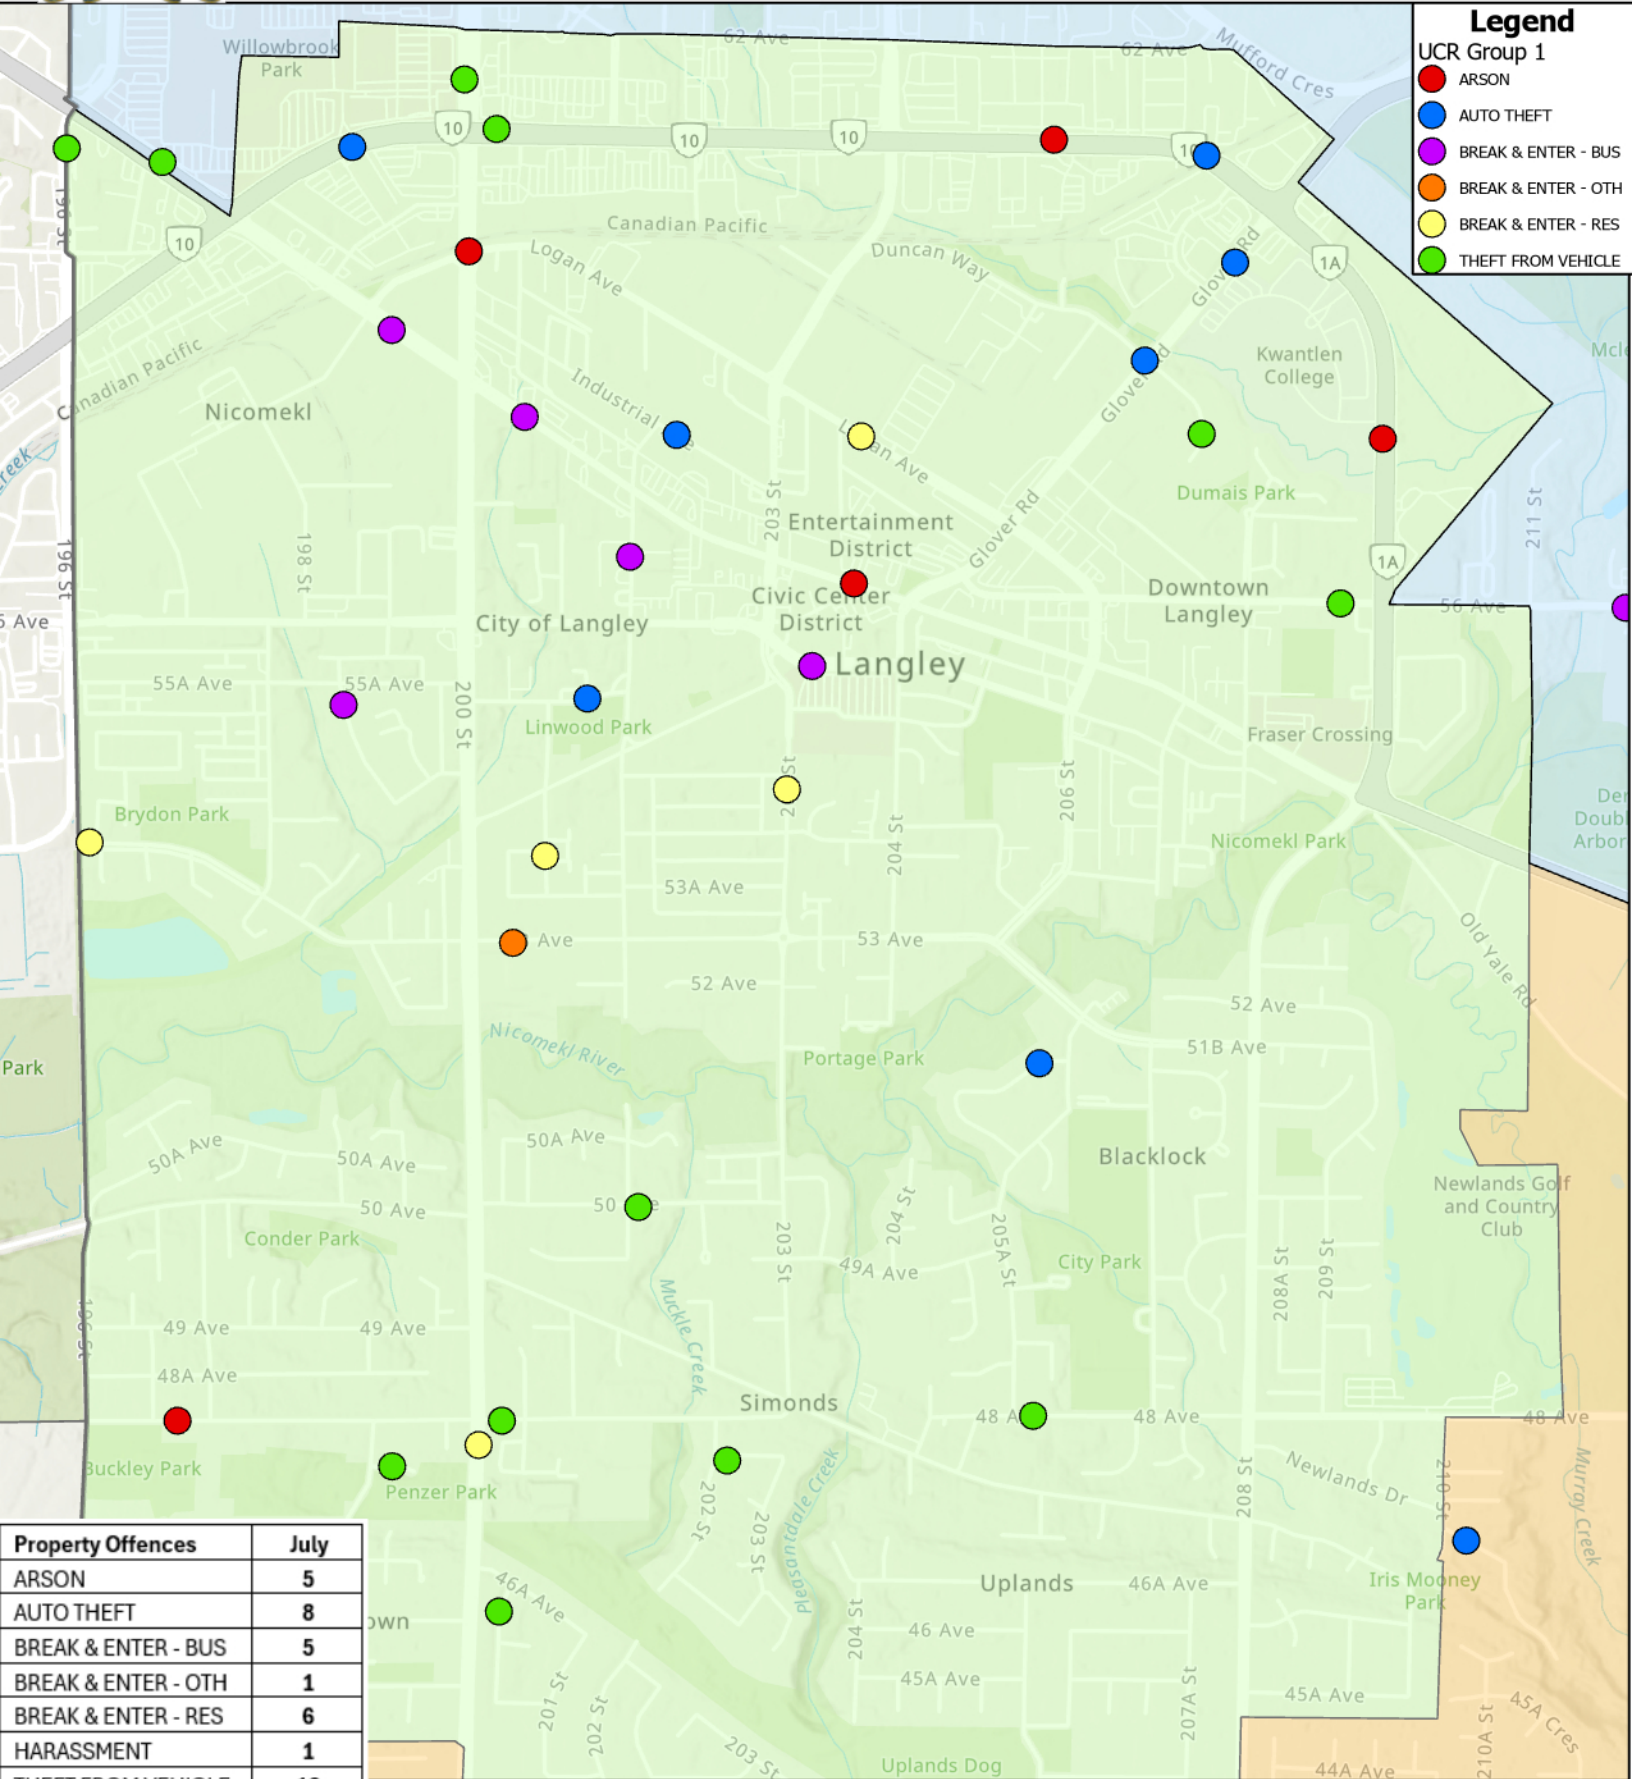 Legend
UCR Group 1
ARSON
AUTO THEFT
BREAK & ENTER - BUS
BREAK & ENTER - OTH
BREAK & ENTER - RES
THEFT FROM VEHICLE
Willowbrook
Park
62 Ave
62 Ave
Mufford Cres
10
10
10
10
196 St
Canadian Pacific
Logan Ave
Duncan Way
Glover Rd
1A
Canadian Pacific
Nicomekl
Industrial
Kwantlen
College
Glover Rd
Creek
Dumais Park
203 St
Entertainment
District
Glover Rd
211 St
196 St
198 St
1A
Civic Center
District
Downtown
Langley
56 Ave
City of Langley
Langley
55A Ave
55A Ave
200 St
Linwood Park
Fraser Crossing
Brydon Park
206 St
204 St
Nicomekl Park
53A Ave
Ave
53 Ave
52 Ave
Old Yale Rd
52 Ave
51B Ave
Nicomekl River
Portage Park
Park
50A Ave
50A Ave
50A Ave
Blacklock
Newlands Golf
and Country
Club
50 Ave
50
204 St
205A St
203 St
Conder Park
49A Ave
City Park
208A St
209 St
Muckle Creek
196 St
49 Ave
49 Ave
48A Ave
Simonds
48 Ave
48 Ave
Buckley Park
Penzer Park
202 St
203 St
Pleasantdale Creek
208 St
Newlands Dr
210 St
Murray Creek
46A Ave
Uplands
46A Ave
Iris Mooney
Park
204 St
46 Ave
45A Ave
201 St
202 St
203 St
207A St
45A Ave
45A Cres
210A St
Uplands Dog
44A Ave
Property Offences July
ARSON 5
AUTO THEFT 8
BREAK & ENTER - BUS 5
BREAK & ENTER - OTH 1
BREAK & ENTER - RES 6
HARASSMENT 1